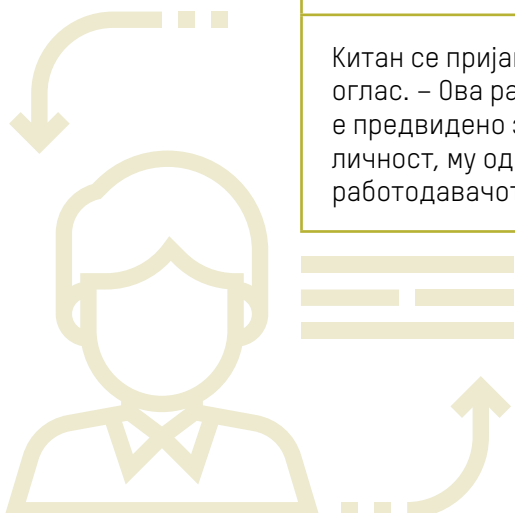 Китан се прија
оглас. – Ова ра
е предвидено
личност, му од
работодавачот